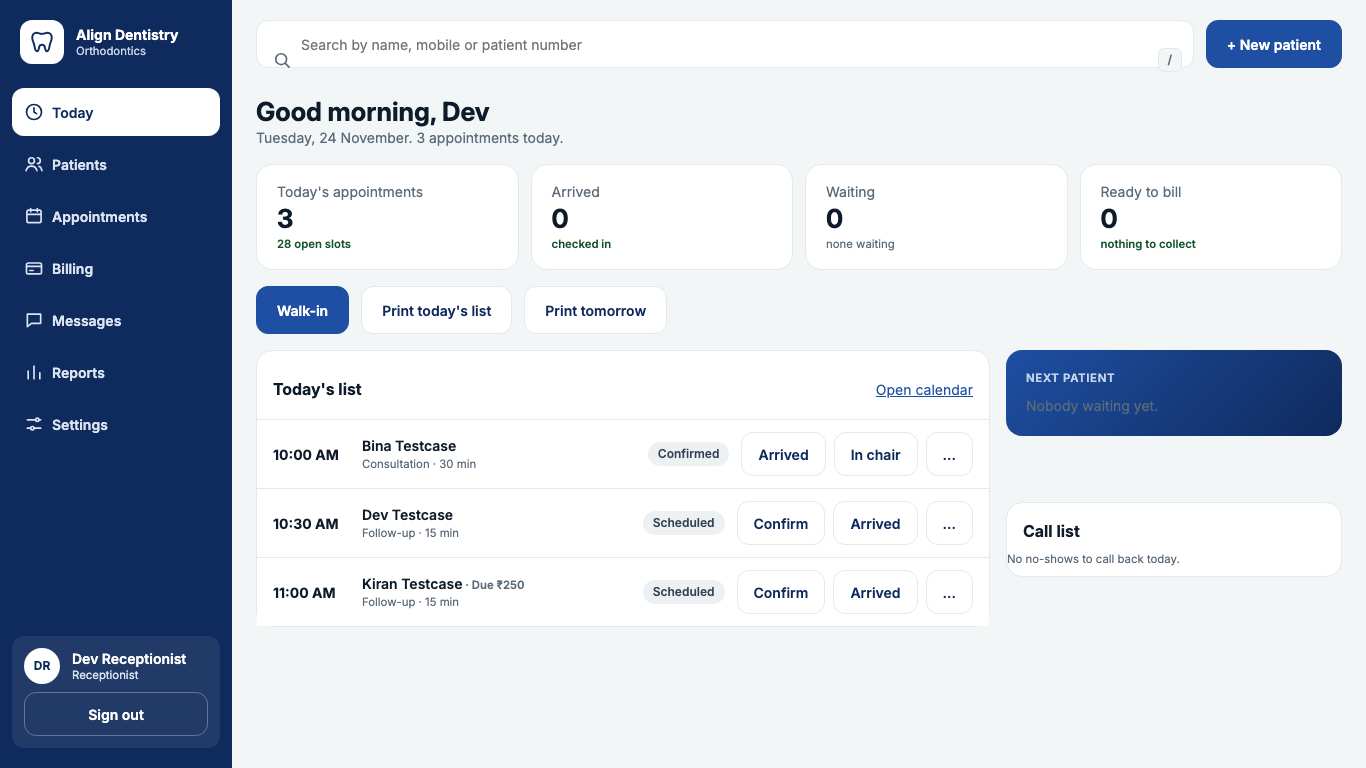 Align Dentistry
Orthodontics
Today
Patients
Appointments
Billing
Messages
Reports
Settings
DR
Dev Receptionist
Receptionist
Sign out
Search by name, mobile or patient number
/
+ New patient
Good morning, Dev
Tuesday, 24 November. 3 appointments today.
Today's appointments
3
28 open slots
Arrived
0
checked in
Waiting
0
none waiting
Ready to bill
0
nothing to collect
Walk-in
Print today's list
Print tomorrow
Today's list
Open calendar
10:00 AM
Bina Testcase
Consultation · 30 min
Confirmed
Arrived
In chair
...
10:30 AM
Dev Testcase
Follow-up · 15 min
Scheduled
Confirm
Arrived
...
11:00 AM
Kiran Testcase · Due ₹250
Follow-up · 15 min
Scheduled
Confirm
Arrived
...
NEXT PATIENT
Nobody waiting yet.
Call list
No no-shows to call back today.